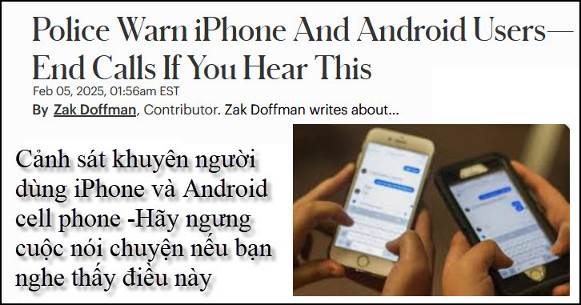 Police Warn iPhone And Android Users—
End Calls If You Hear This
Feb 05, 2025, 01:56am EST
By Zak Doffman, Contributor. Zak Doffman writes about...
Cảnh sát khuyên người
dùng iPhone và Android
cell phone -Hãy ngưng
cuộc nói chuyện nếu bạn
nghe thấy điều này